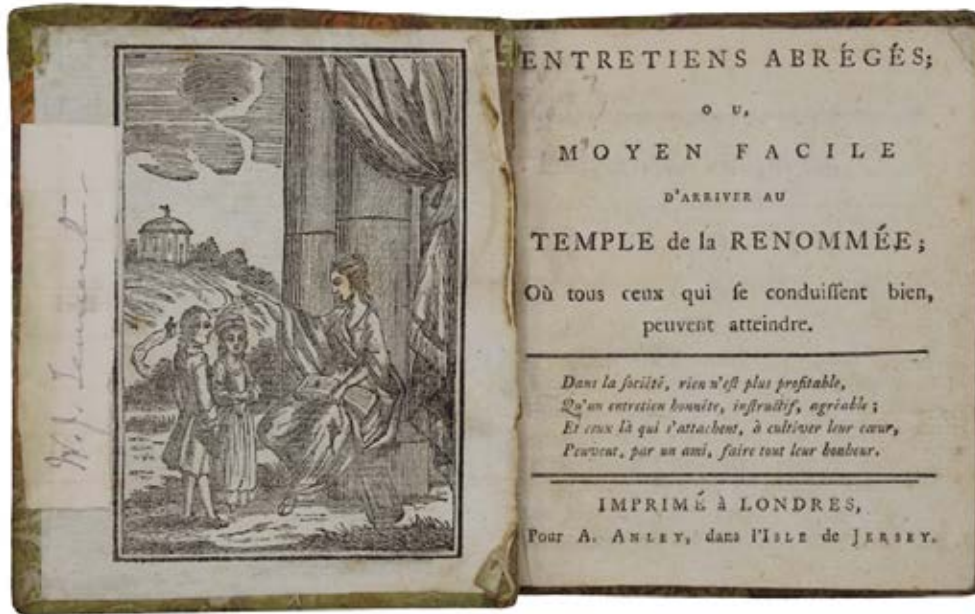 W. J.
ENTRETIENS ABRÉGÉS;
O U,
MOYEN FACILE
D'ARRIVER AU
TEMPLE de la RENOMMÉE;
Où tous ceux qui ſe conduiſſent bien,
peuvent atteindre.
Dans la ſociété, rien n'eſt plus profitable,
Qu'un entretien honnête, inſtructif, agréable;
Et ceux là qui s'attachent, à cultiver leur cœur,
Peuvent, par un ami, faire tout leur bonheur.
IMPRIMÉ à LONDRES,
Pour A. ANLEY, dans l'ISLE de JERSEY.